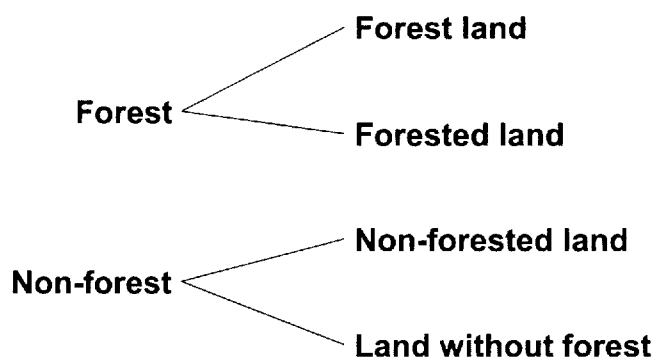 Forest land
Forest
Forested land
Non-forested land
Non-forest
Land without forest